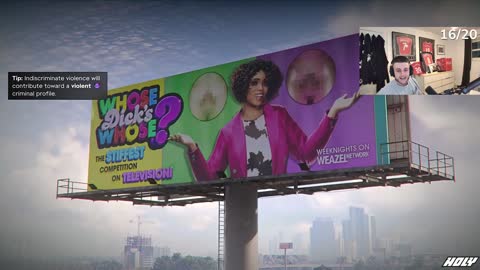 16/20
Tip: Indiscriminate violence will
contribute toward a violent
criminal profile.
WHOSE
Dick's
WHOSE?
THE STIFFEST
COMPETITION
ON TELEVISION!
WEEKNIGHTS ON
WEAZEL NETWORK
HOLY